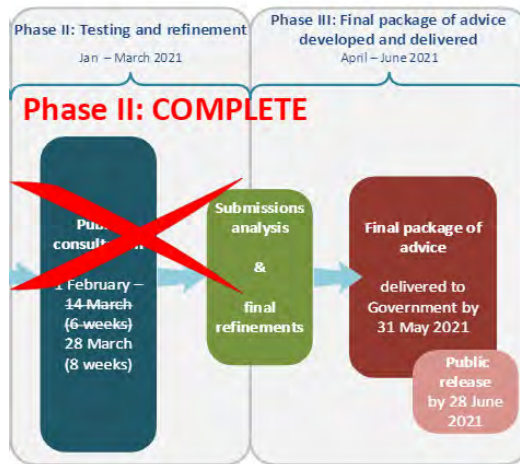 Phase II: Testing and refinement
Jan – March 2021
Phase III: Final package of advice
developed and delivered
April – June 2021
Phase II: COMPLETE
1 February –
14 March
(6 weeks)
28 March
(8 weeks)
Submissions
analysis
&
final
refinements
Final package of
advice
delivered to
Government by
31 May 2021
Public
release
by 28 June
2021